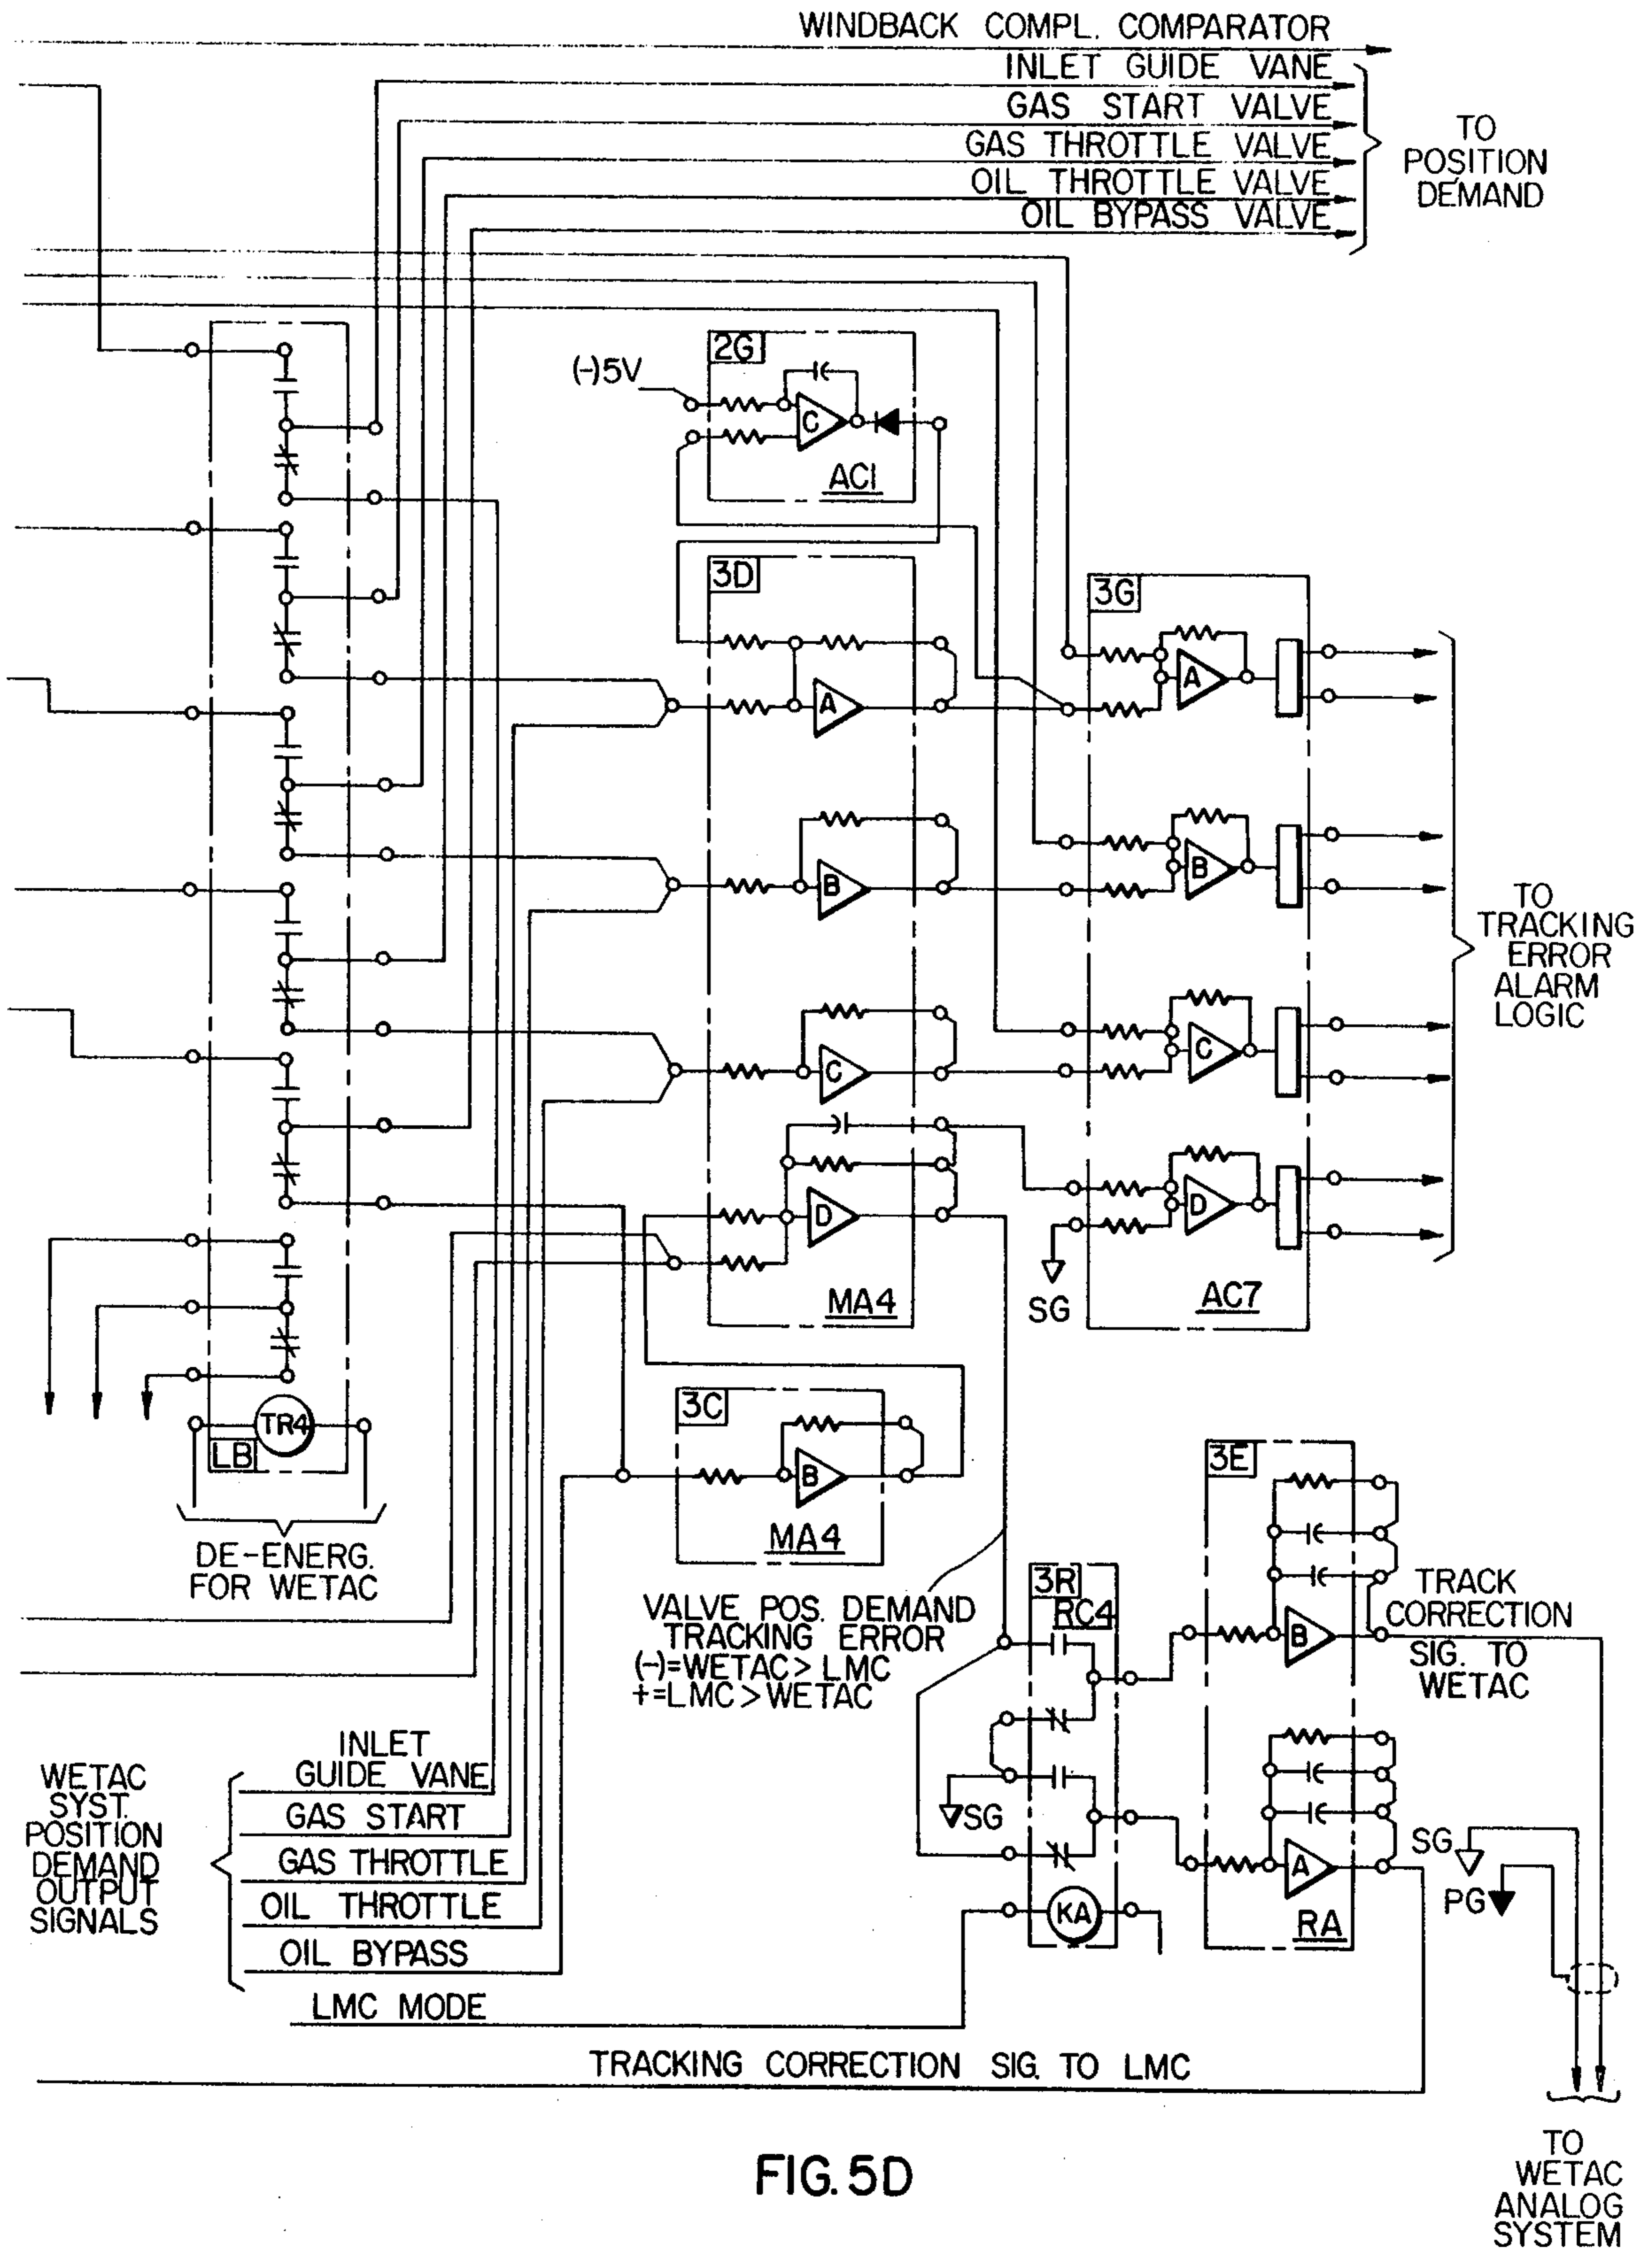 WINDBACK COMPL. COMPARATOR
INLET GUIDE VANE
GAS START VALVE
GAS THROTTLE VALVE
OIL THROTTLE VALVE
OIL BYPASS VALVE
TO
POSITION
DEMAND
2G
(-)5V
C
AC1
3D
A
B
C
D
MA4
3G
A
B
C
D
SG
AC7
TO
TRACKING
ERROR
ALARM
LOGIC
TR4
LB
DE-ENERG.
FOR WETAC
3C
B
MA4
VALVE POS. DEMAND
TRACKING ERROR
(-)=WETAC > LMC
+=LMC > WETAC
3R
RC4
SG
KA
3E
B
A
RA
TRACK
CORRECTION
SIG. TO
WETAC
SG
PG
WETAC
SYST.
POSITION
DEMAND
OUTPUT
SIGNALS
INLET
GUIDE VANE
GAS START
GAS THROTTLE
OIL THROTTLE
OIL BYPASS
LMC MODE
TRACKING CORRECTION SIG. TO LMC
TO
WETAC
ANALOG
SYSTEM
FIG. 5D